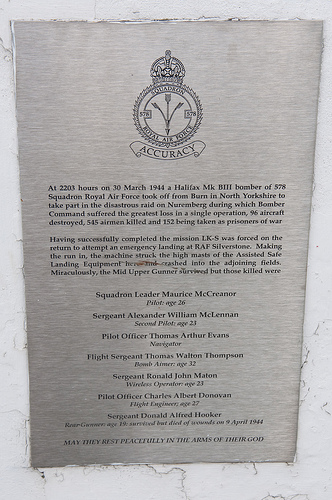 SQUADRON
578 578
ROYAL AIR FORCE
ACCURACY
At 2203 hours on 30 March 1944 a Halifax Mk BIII bomber of 578
Squadron Royal Air Force took off from Burn in North Yorkshire to
take part in the disastrous raid on Nuremberg during which Bomber
Command suffered the greatest loss in a single operation, 96 aircraft
destroyed, 545 airmen killed and 152 being taken as prisoners of war
Having successfully completed the mission LK-S was forced on the
return to attempt an emergency landing at RAF Silverstone. Making
the run in, the machine struck the high masts of the Assisted Safe
Landing Equipment here and crashed into the adjoining fields.
Miraculously, the Mid Upper Gunner survived but those killed were
Squadron Leader Maurice McCreanor
Pilot: age 26
Sergeant Alexander William McLennan
Second Pilot: age 23
Pilot Officer Thomas Arthur Evans
Navigator
Flight Sergeant Thomas Walton Thompson
Bomb Aimer: age 32
Sergeant Ronald John Maton
Wireless Operator: age 23
Pilot Officer Charles Albert Donovan
Flight Engineer; age 27
Sergeant Donald Alfred Hooker
Rear-Gunner: age 19: survived but died of wounds on 9 April 1944
MAY THEY REST PEACEFULLY IN THE ARMS OF THEIR GOD